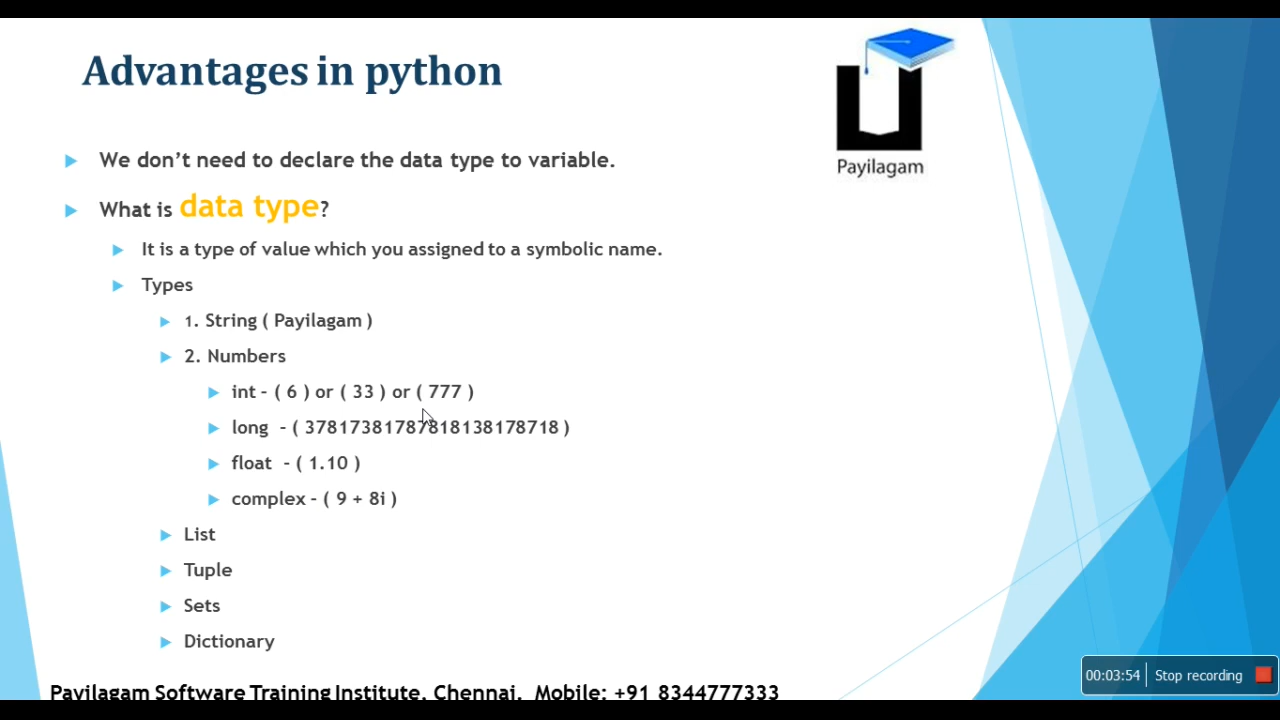 Advantages in python
Payilagam
We don't need to declare the data type to variable.
What is data type?
It is a type of value which you assigned to a symbolic name.
Types
1. String ( Payilagam )
2. Numbers
int - ( 6 ) or ( 33 ) or ( 777 )
long - ( 37817381787818138178718 )
float - ( 1.10 )
complex - ( 9 + 8i )
List
Tuple
Sets
Dictionary
Payilagam Software Training Institute, Chennai, Mobile: +91 8344777333
00:03:54 Stop recording